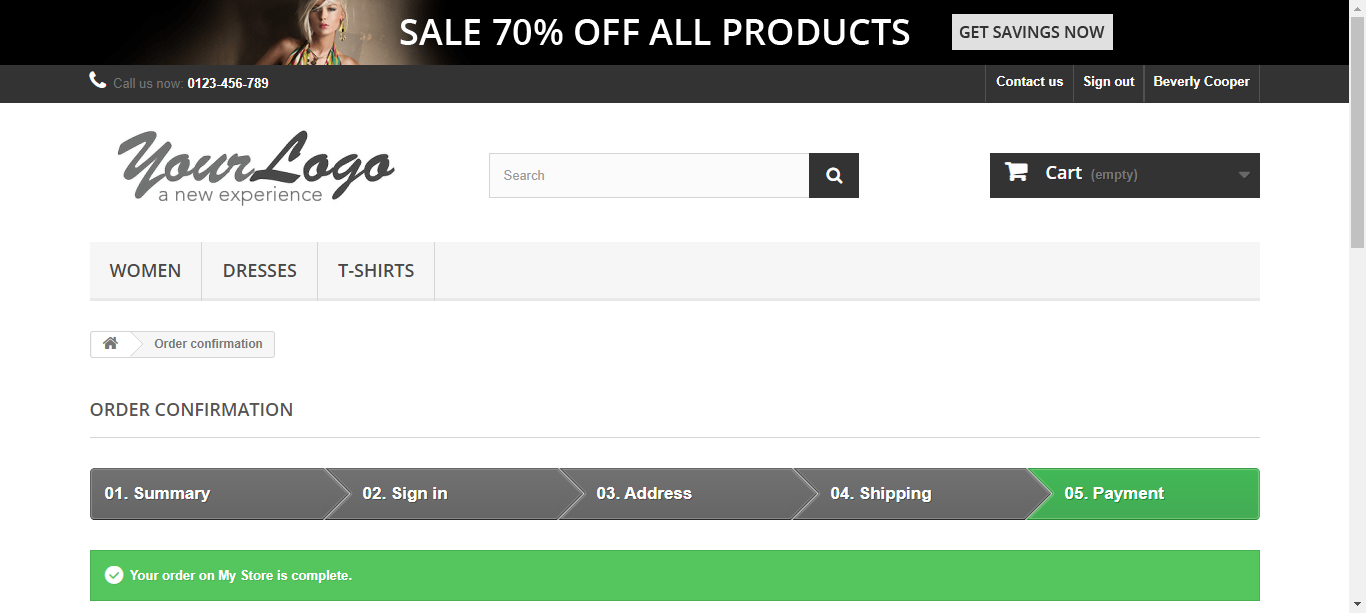 SALE 70% OFF ALL PRODUCTS GET SAVINGS NOW
Call us now: 0123-456-789 Contact us Sign out Beverly Cooper
Your Logo
a new experience
Search
Cart (empty)
WOMEN DRESSES T-SHIRTS
Order confirmation
ORDER CONFIRMATION
01. Summary 02. Sign in 03. Address 04. Shipping 05. Payment
Your order on My Store is complete.